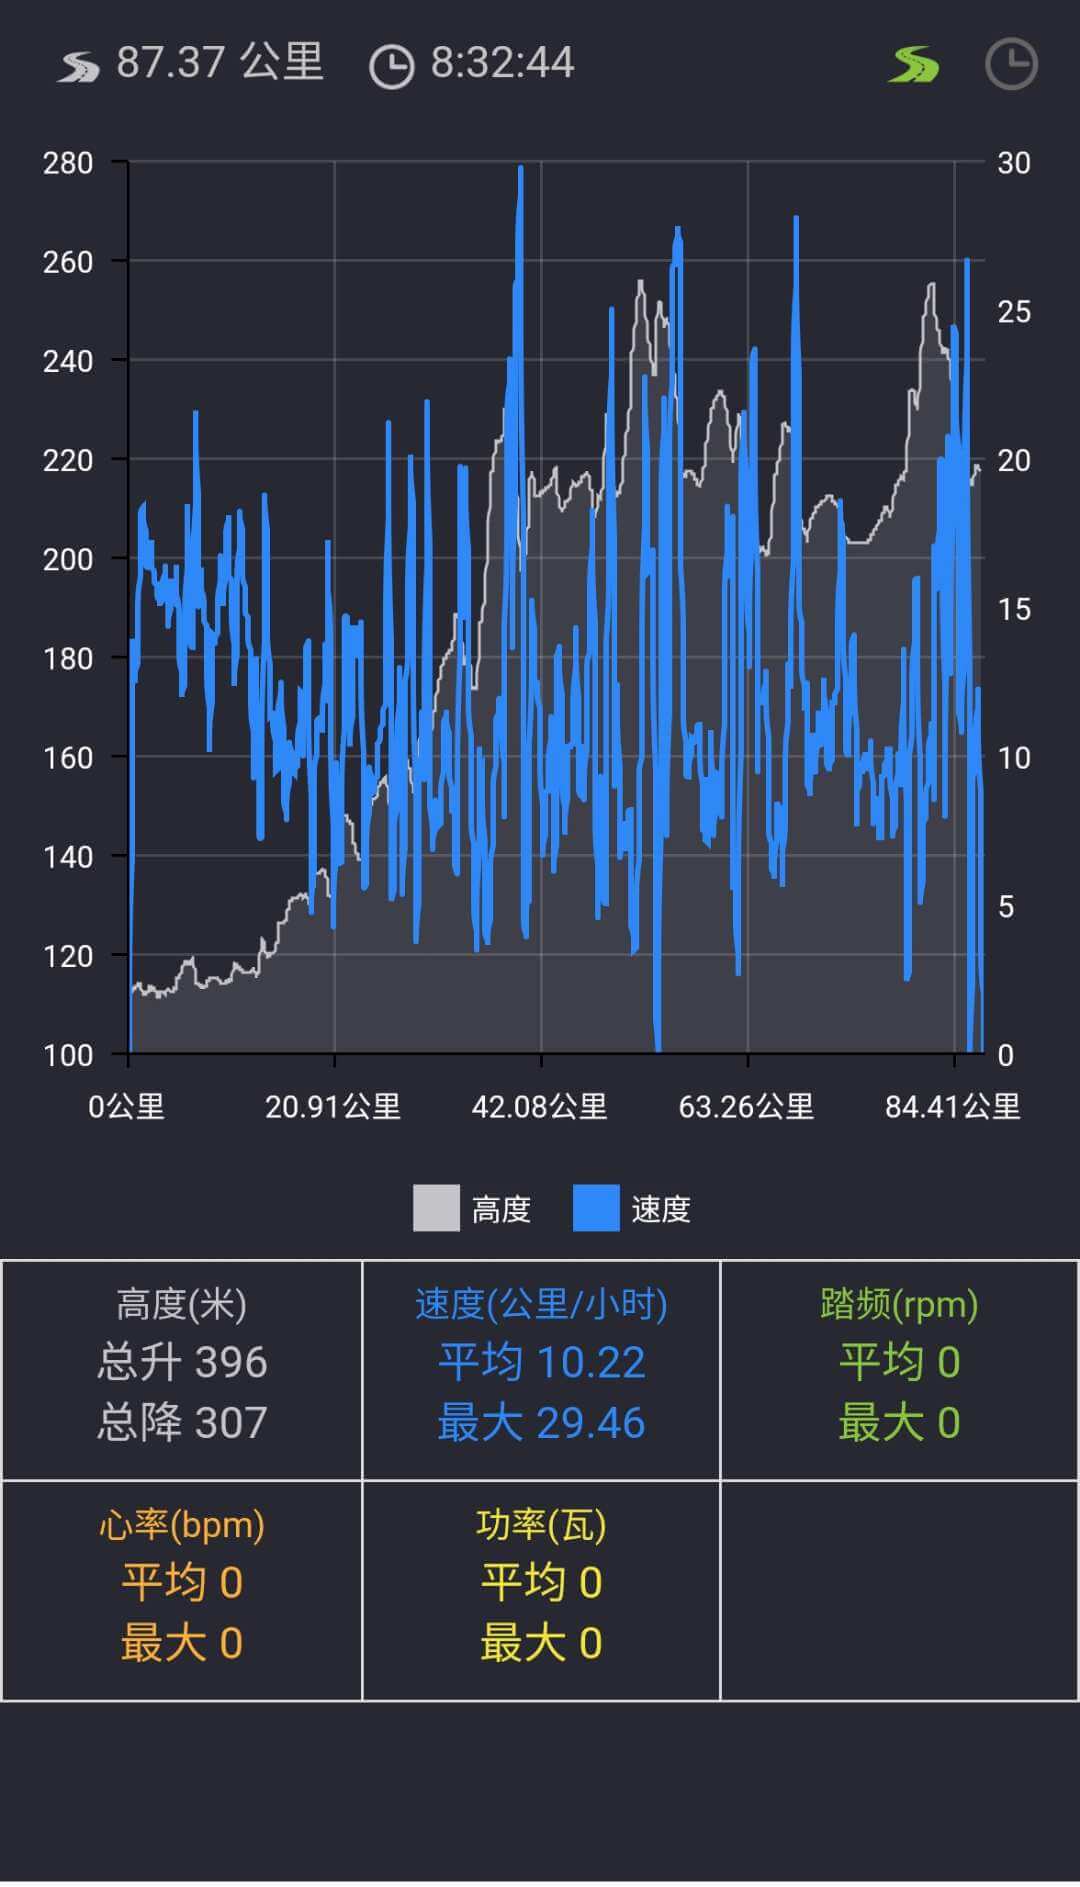 87.37 公里 8:32:44
280 30
260
25
240
220 20
200
15
180
160 10
140
5
120
100 0
0公里 20.91公里 42.08公里 63.26公里 84.41公里
高度 速度
高度(米) 速度(公里/小时) 踏频(rpm)
总升 396 平均 10.22 平均 0
总降 307 最大 29.46 最大 0
心率(bpm) 功率(瓦)
平均 0 平均 0
最大 0 最大 0